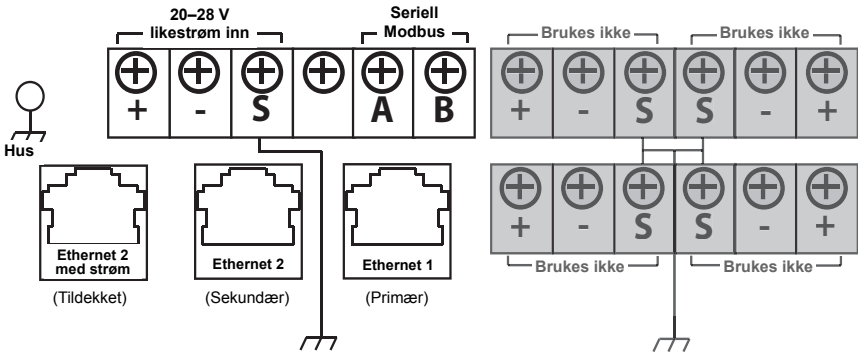 20–28 V
likestrøm inn
Seriell
Modbus
Brukes ikke
Brukes ikke
+ - S A B
+ - S S - +
Hus
Ethernet 2
med strøm
Ethernet 2
Ethernet 1
+ - S S - +
Brukes ikke
Brukes ikke
(Tildekket)
(Sekundær)
(Primær)